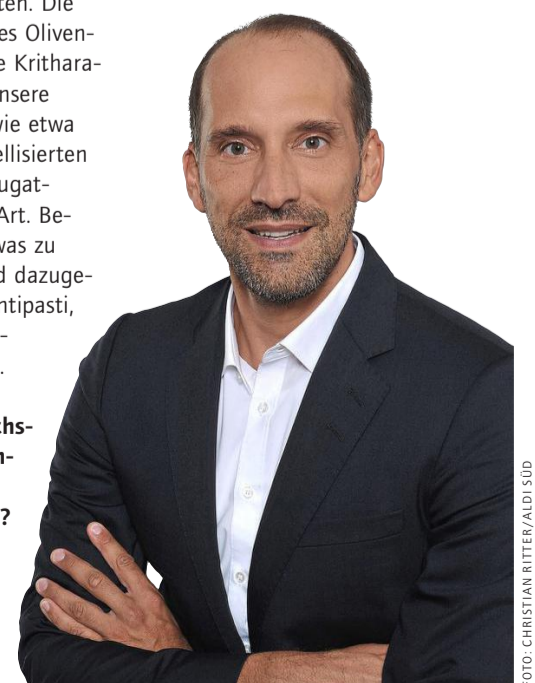 ten. Die
es Oliven-
e Krithara-
nsere
wie etwa
ellisierten
ugat-
Art. Be-
was zu
d dazuge-
ntipasti,
-
.
chs-
n-
?
FOTO: CHRISTIAN RITTER/ALDI SÜD